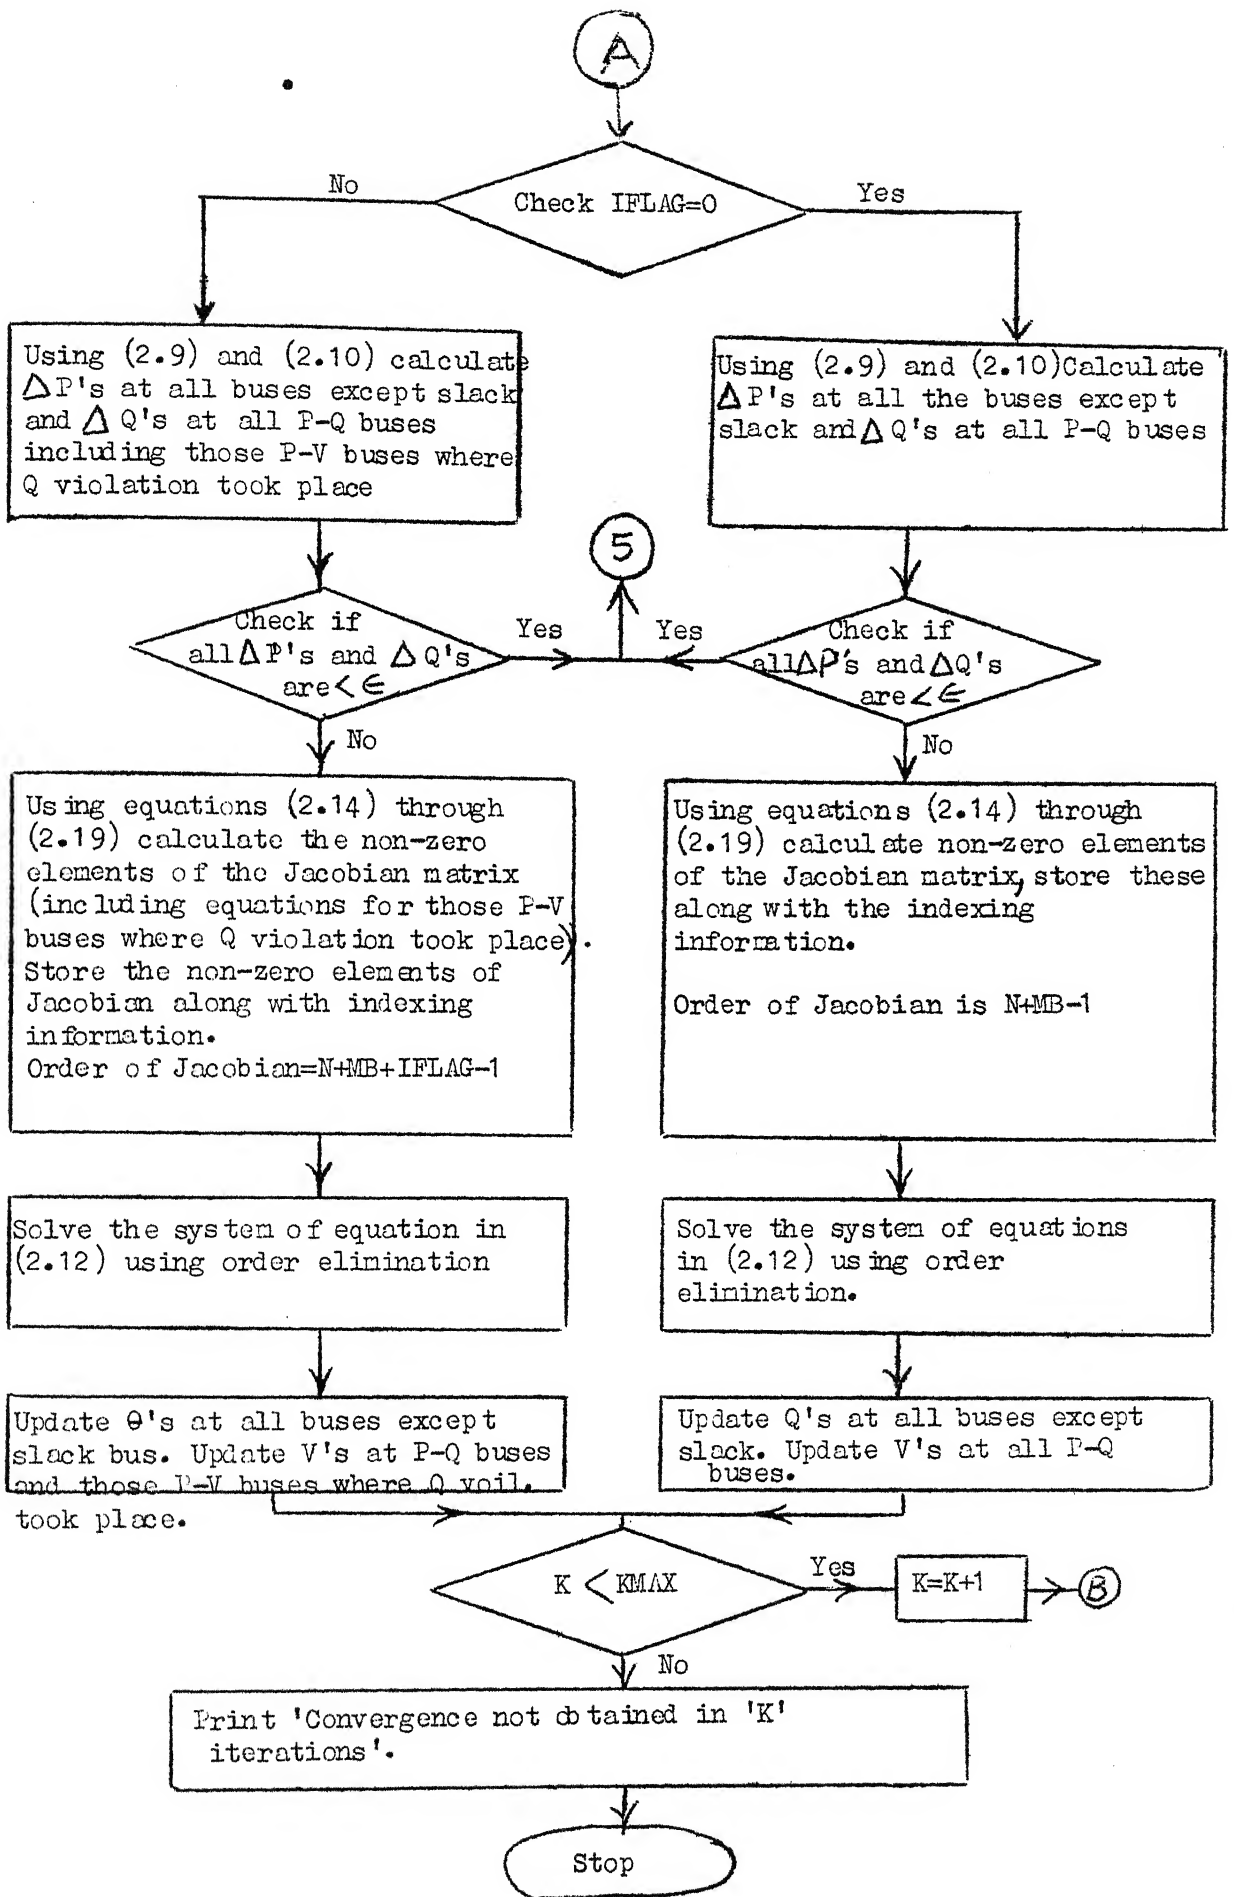 A
Check IFLAG=0
No
Yes
Using (2.9) and (2.10) calculate
ΔP's at all buses except slack
and Δ Q's at all P-Q buses
including those P-V buses where
Q violation took place
Using (2.9) and (2.10)Calculate
ΔP's at all the buses except
slack and Δ Q's at all P-Q buses
5
Check if
all ΔP's and Δ Q's
are < ∈
Yes
Yes
Check if
all ΔP's and ΔQ's
are < ∈
No
No
Using equations (2.14) through
(2.19) calculate the non-zero
elements of the Jacobian matrix
(including equations for those P-V
buses where Q violation took place).
Store the non-zero elements of
Jacobian along with indexing
information.
Order of Jacobian=N+MB+IFLAG-1
Using equations (2.14) through
(2.19) calculate non-zero elements
of the Jacobian matrix, store these
along with the indexing
information.
Order of Jacobian is N+MB-1
Solve the system of equation in
(2.12) using order elimination
Solve the system of equations
in (2.12) using order
elimination.
Update θ's at all buses except
slack bus. Update V's at P-Q buses
and those P-V buses where Q voil.
took place.
Update Q's at all buses except
slack. Update V's at all P-Q
buses.
K < KMAX
Yes
K=K+1
B
No
Print 'Convergence not obtained in 'K'
iterations'.
Stop